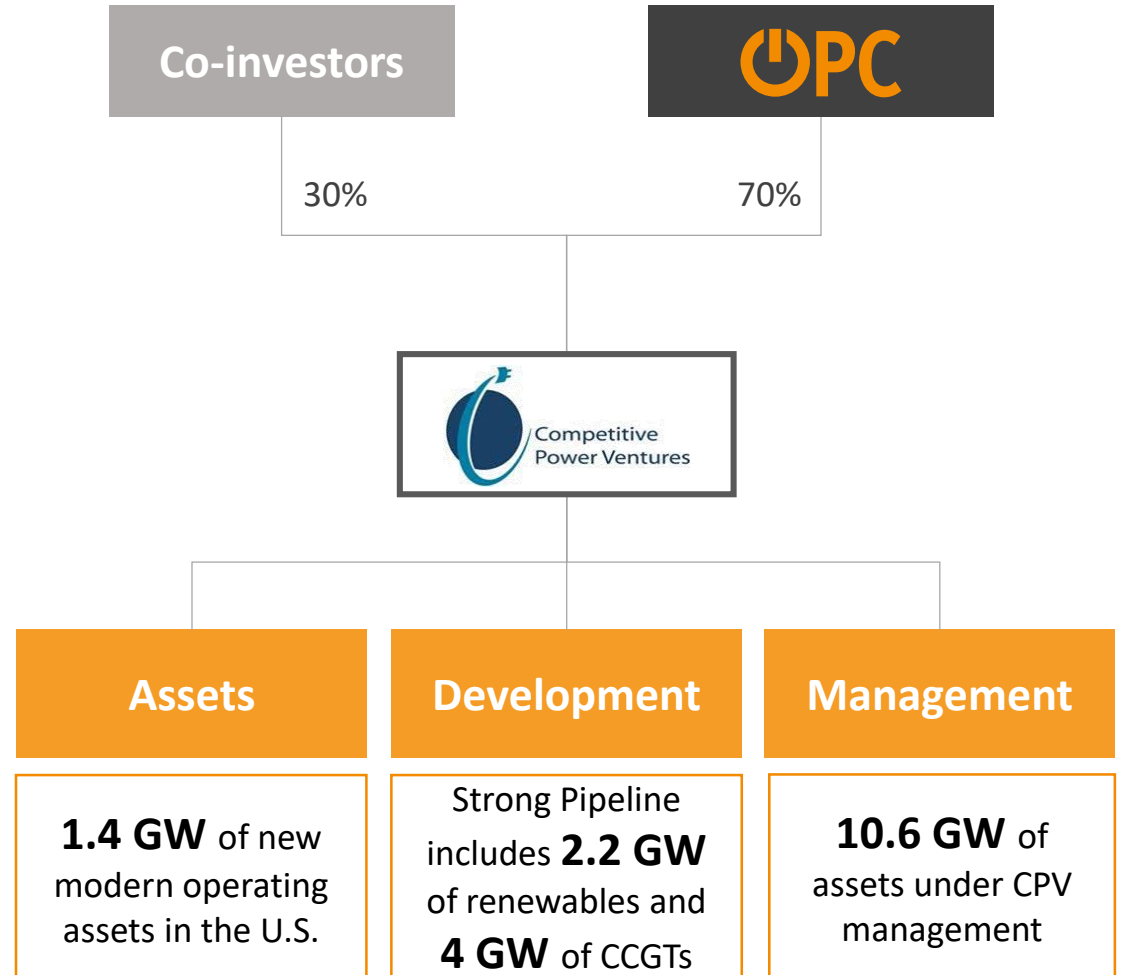 Co-investors
OPC
30%
70%
Competitive
Power Ventures
Assets
Development
Management
1.4 GW of new
modern operating
assets in the U.S.
Strong Pipeline
includes 2.2 GW
of renewables and
4 GW of CCGTs
10.6 GW of
assets under CPV
management